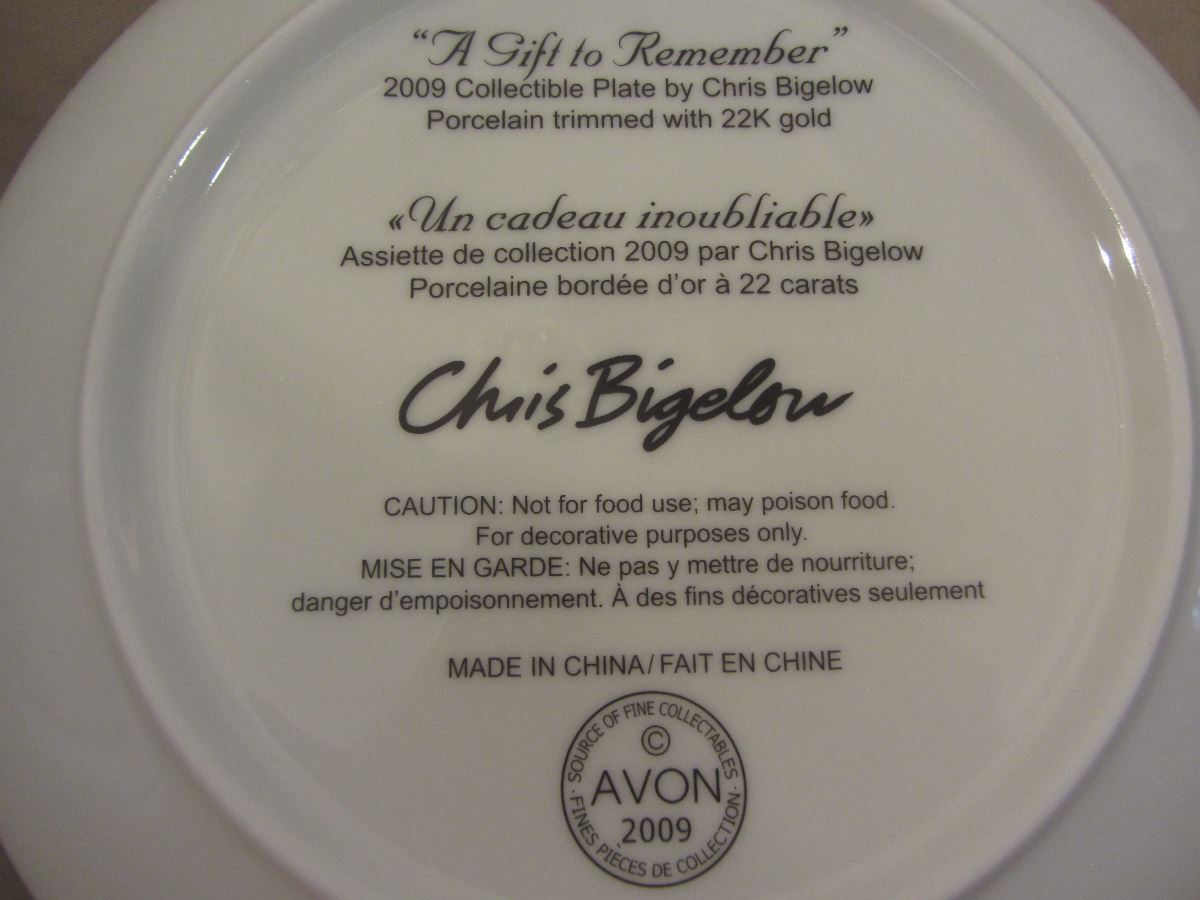 “A Gift to Remember”
2009 Collectible Plate by Chris Bigelow
Porcelain trimmed with 22K gold
«Un cadeau inoubliable»
Assiette de collection 2009 par Chris Bigelow
Porcelaine bordée d’or à 22 carats
Chris Bigelow
CAUTION: Not for food use; may poison food.
For decorative purposes only.
MISE EN GARDE: Ne pas y mettre de nourriture;
danger d’empoisonnement. À des fins décoratives seulement
MADE IN CHINA/FAIT EN CHINE
· SOURCE OF FINE COLLECTABLES ·
©
AVON
2009
FINES PIÈCES DE COLLECTION